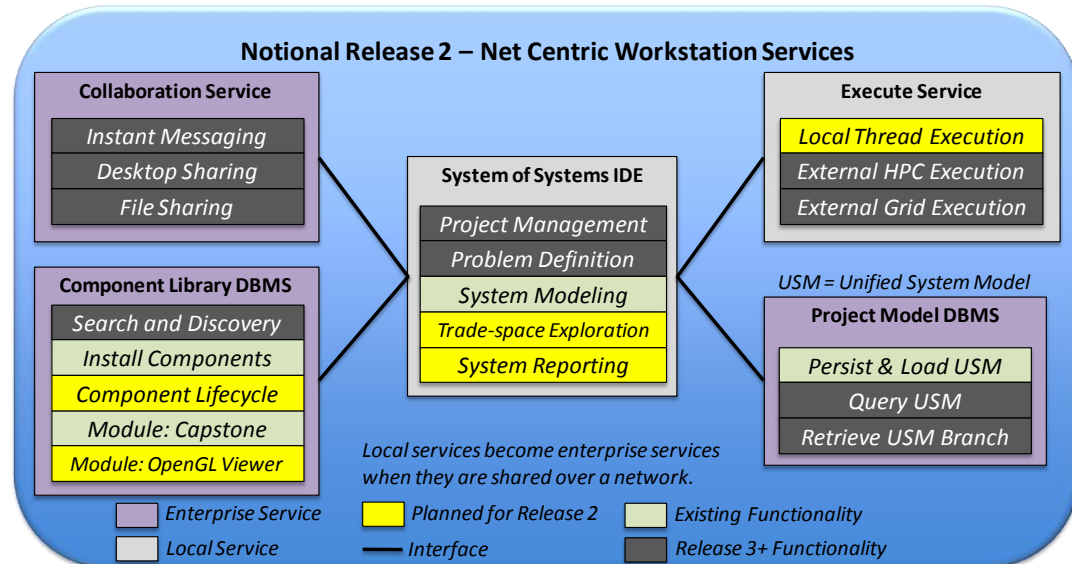 Notional Release 2 – Net Centric Workstation Services
Collaboration Service
Instant Messaging
Desktop Sharing
File Sharing
Component Library DBMS
Search and Discovery
Install Components
Component Lifecycle
Module: Capstone
Module: OpenGL Viewer
System of Systems IDE
Project Management
Problem Definition
System Modeling
Trade-space Exploration
System Reporting
Execute Service
Local Thread Execution
External HPC Execution
External Grid Execution
USM = Unified System Model
Project Model DBMS
Persist & Load USM
Query USM
Retrieve USM Branch
Local services become enterprise services
when they are shared over a network.
Enterprise Service
Planned for Release 2
Existing Functionality
Local Service
Interface
Release 3+ Functionality